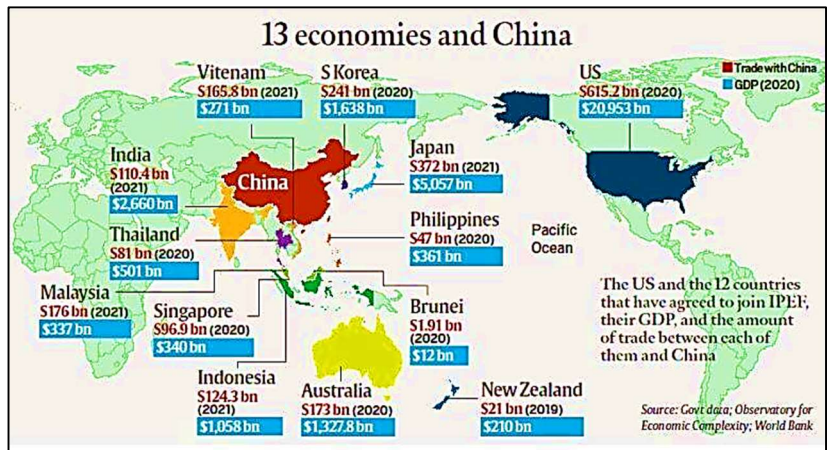 13 economies and China
Vitenam
$165.8 bn (2021)
$271 bn
S Korea
$241 bn (2020)
$1,638 bn
US
$615.2 bn (2020)
$20,953 bn
Trade with China
GDP (2020)
India
$110.4 bn
(2021)
$2,660 bn
China
Japan
$372 bn (2021)
$5,057 bn
Thailand
$81 bn (2020)
$501 bn
Philippines
$47 bn (2020)
$361 bn
Pacific
Ocean
Malaysia
$176 bn (2021)
$337 bn
Singapore
$96.9 bn (2020)
$340 bn
Brunei
$1.91 bn
(2020)
$12 bn
The US and the 12 countries
that have agreed to join IPEF,
their GDP, and the amount
of trade between each of
them and China
Indonesia
$124.3 bn
(2021)
$1,058 bn
Australia
$173 bn (2020)
$1,327.8 bn
New Zealand
$21 bn (2019)
$210 bn
Source: Govt data; Observatory for
Economic Complexity; World Bank